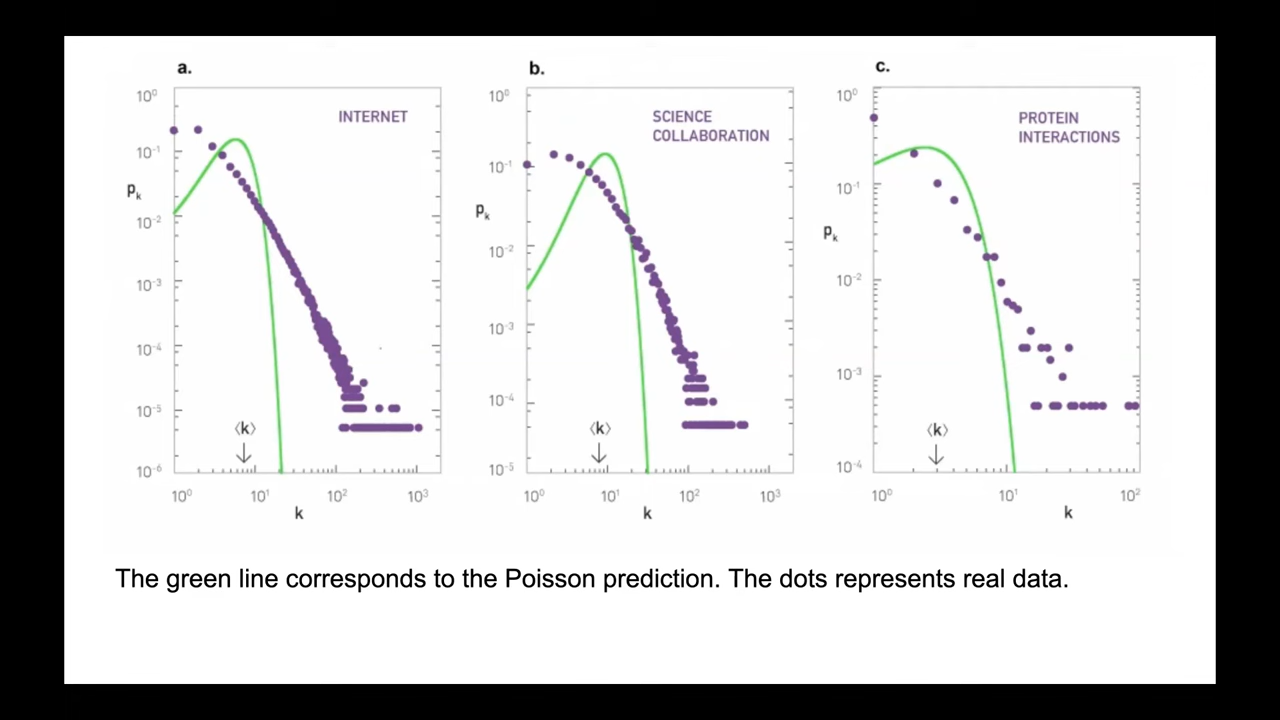 a.
INTERNET
10⁰
10⁻¹
10⁻²
10⁻³
10⁻⁴
10⁻⁵
10⁻⁶
pₖ
⟨k⟩
10⁰ 10¹ 10² 10³
k
b.
SCIENCE
COLLABORATION
10⁰
10⁻¹
10⁻²
10⁻³
10⁻⁴
10⁻⁵
pₖ
⟨k⟩
10⁰ 10¹ 10² 10³
k
c.
PROTEIN
INTERACTIONS
10⁰
10⁻¹
10⁻²
10⁻³
10⁻⁴
pₖ
⟨k⟩
10⁰ 10¹ 10²
k
The green line corresponds to the Poisson prediction. The dots represents real data.